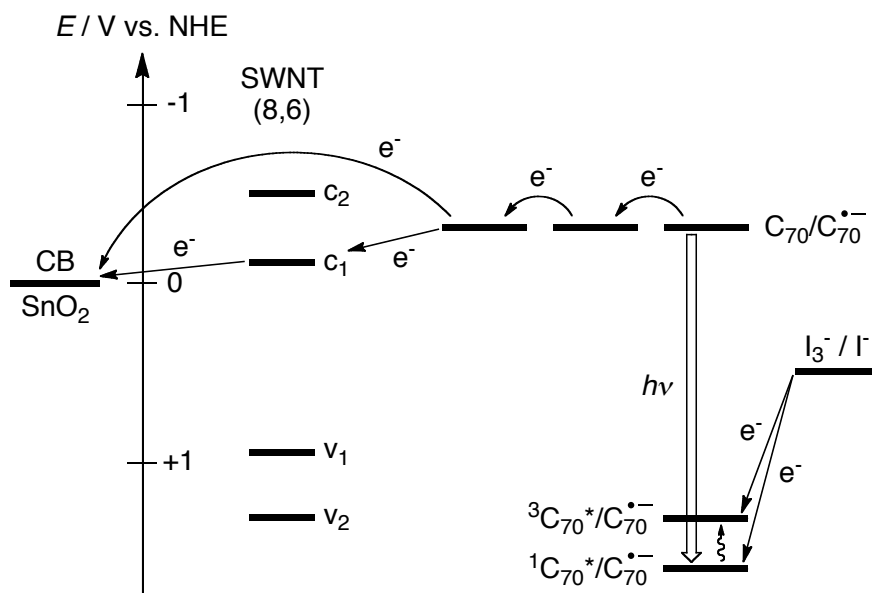 E / V vs. NHE
SWNT
(8,6)
-1
e⁻
e⁻
e⁻
c₂
C₇₀/C₇₀•−
e⁻
e⁻
c₁
CB
0
SnO₂
I₃⁻ / I⁻
hν
e⁻
e⁻
v₁
+1
v₂
³C₇₀*/C₇₀•−
¹C₇₀*/C₇₀•−